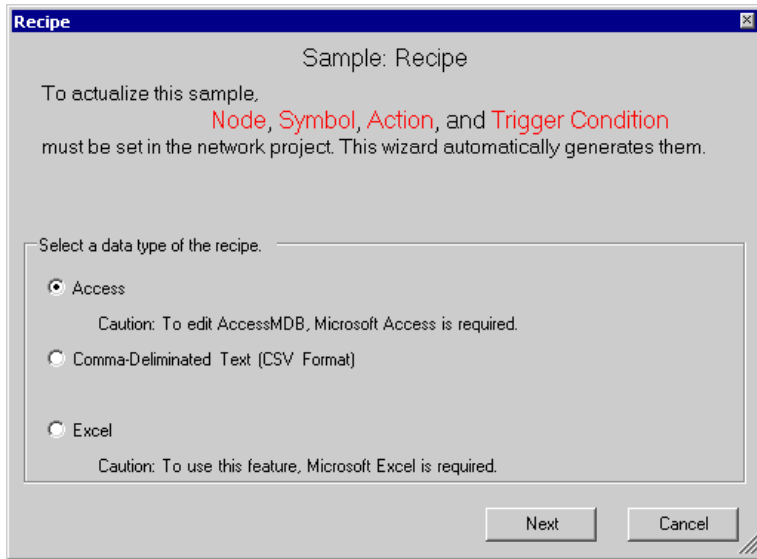 Recipe
Sample: Recipe
To actualize this sample,
Node, Symbol, Action, and Trigger Condition
must be set in the network project. This wizard automatically generates them.
Select a data type of the recipe.
Access
Caution: To edit AccessMDB, Microsoft Access is required.
Comma-Deliminated Text (CSV Format)
Excel
Caution: To use this feature, Microsoft Excel is required.
Next Cancel